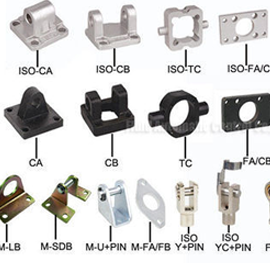 ISO-CA ISO-CB ISO-TC ISO-FA/C
CA CB TC FA/CB
M-LB M-SDB M-U+PIN M-FA/FB ISO Y+PIN ISO YC+PIN F